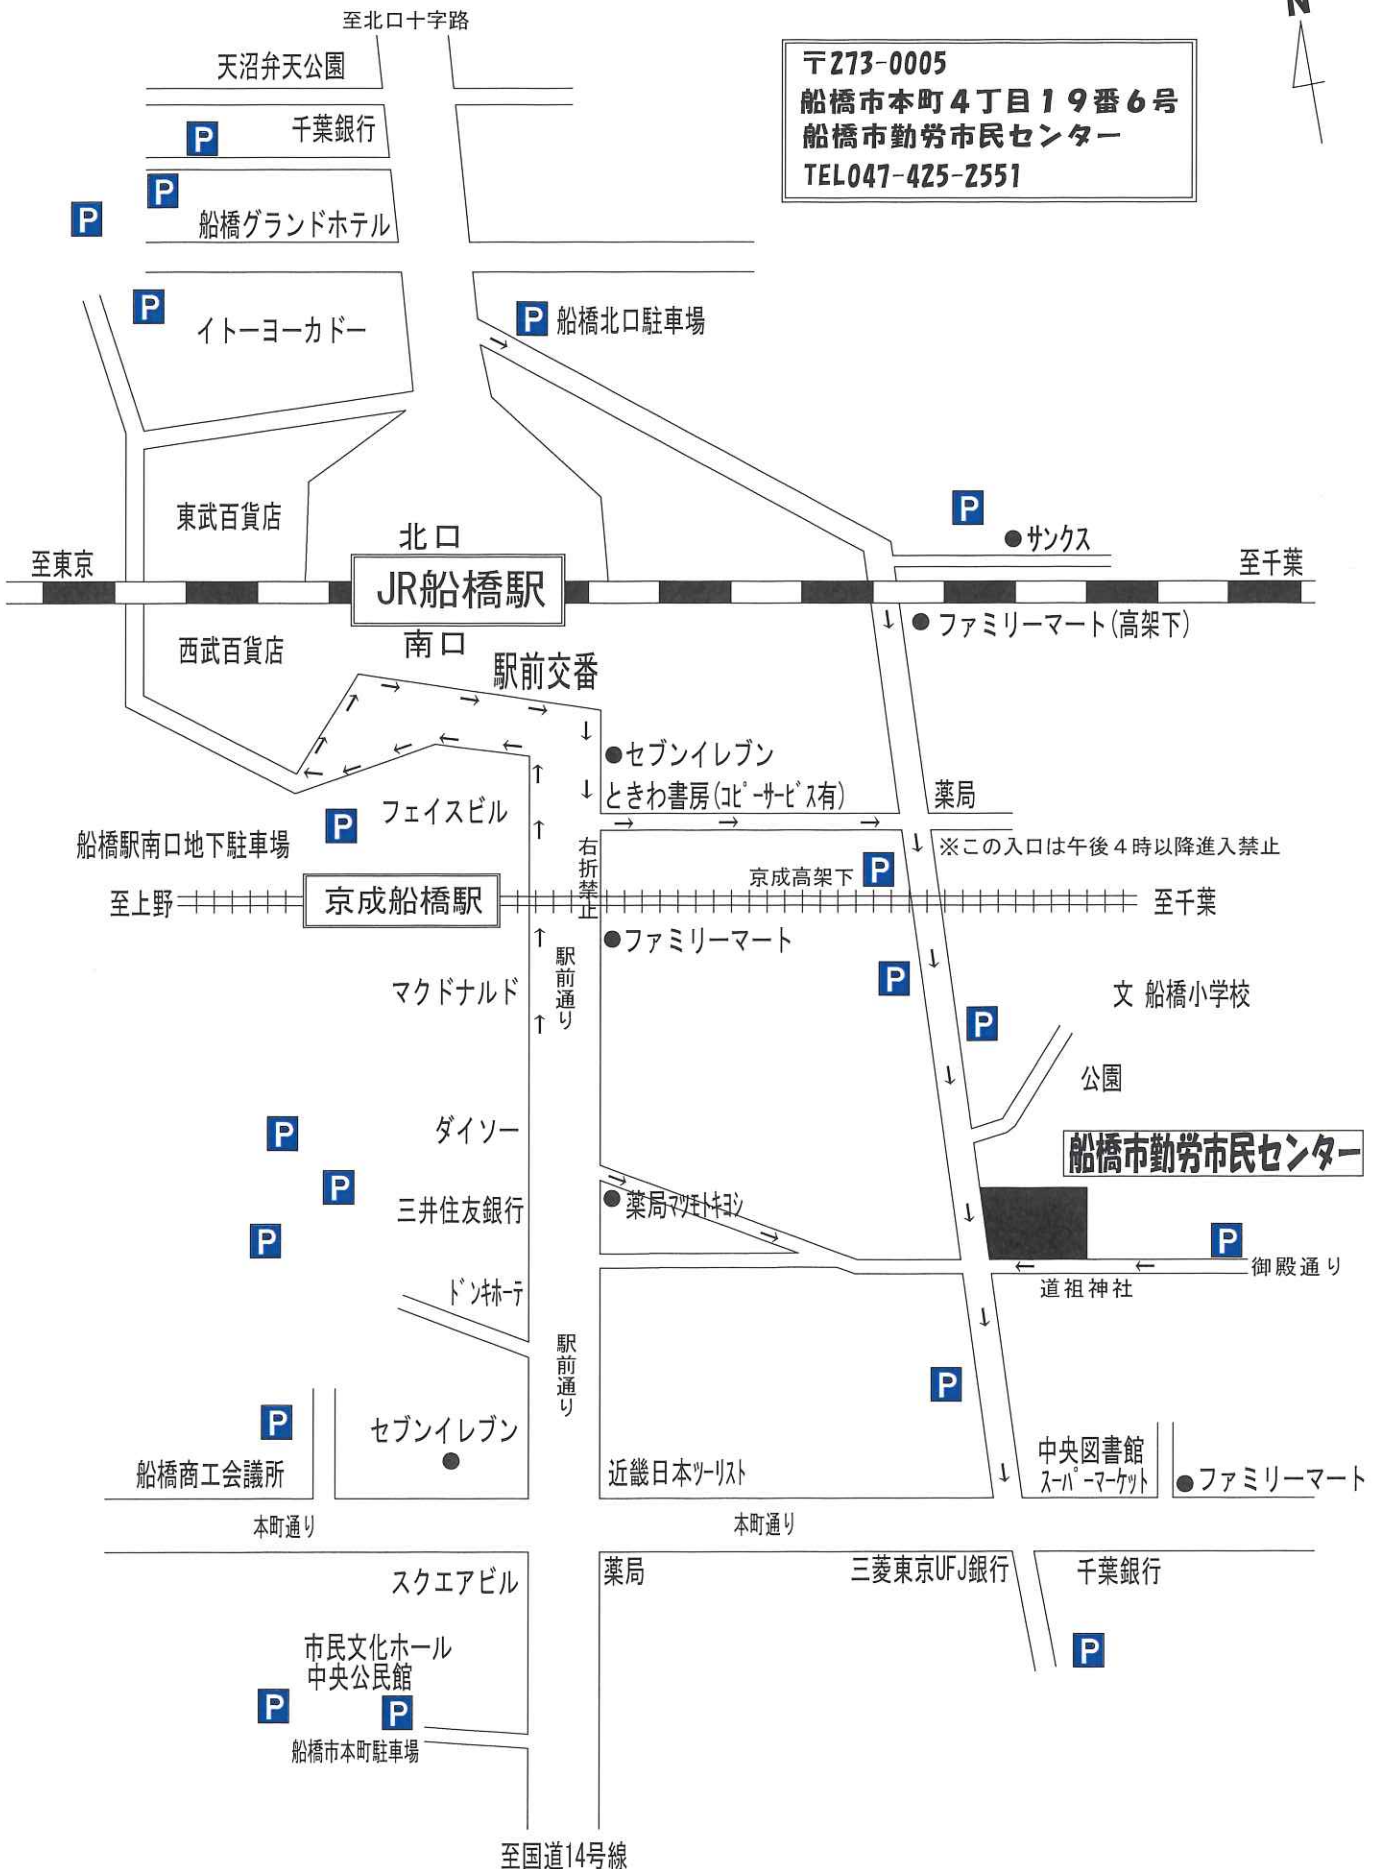 至北口十字路
N
天沼弁天公園
〒273-0005
船橋市本町4丁目19番6号
船橋市勤労市民センター
TEL047-425-2551
P
千葉銀行
P
P
船橋グランドホテル
P
イトーヨーカドー
P 船橋北口駐車場
東武百貨店
P
●サンクス
北口
至東京
JR船橋駅
至千葉
●ファミリーマート(高架下)
南口
西武百貨店
駅前交番
●セブンイレブン
ときわ書房(コピーサービス有)
薬局
フェイスビル
P
船橋駅南口地下駐車場
右折禁止
※この入口は午後4時以降進入禁止
京成高架下 P
至上野
京成船橋駅
至千葉
●ファミリーマート
駅前通り
マクドナルド
P
P
文 船橋小学校
公園
ダイソー
P
船橋市勤労市民センター
P
三井住友銀行
●薬局マツモトキヨシ
P
P
御殿通り
道祖神社
ドンキホーテ
駅前通り
P
P
セブンイレブン
●
船橋商工会議所
近畿日本ツーリスト
中央図書館
スーパーマーケット
●ファミリーマート
本町通り
本町通り
スクエアビル
薬局
三菱東京UFJ銀行
千葉銀行
P
市民文化ホール
中央公民館
P
P
船橋市本町駐車場
至国道14号線